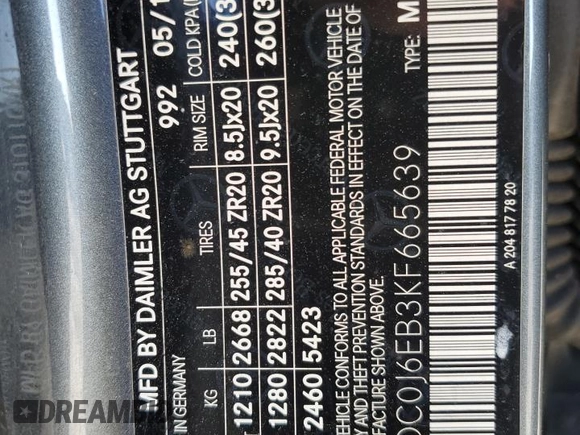 MFD BY DAIMLER AG STUTTGART
IN GERMANY 992 05/1
KG LB TIRES RIM SIZE COLD KPA
1210 2668 255/45 ZR20 8.5Jx20 240(3
1280 2822 285/40 ZR20 9.5Jx20 260(3
2460 5423
VEHICLE CONFORMS TO ALL APPLICABLE FEDERAL MOTOR VEHICLE
AND THEFT PREVENTION STANDARDS IN EFFECT ON THE DATE OF
FACTURE SHOWN ABOVE.
DC0J6EB3KF665639 TYPE: M
A 204 817 78 20